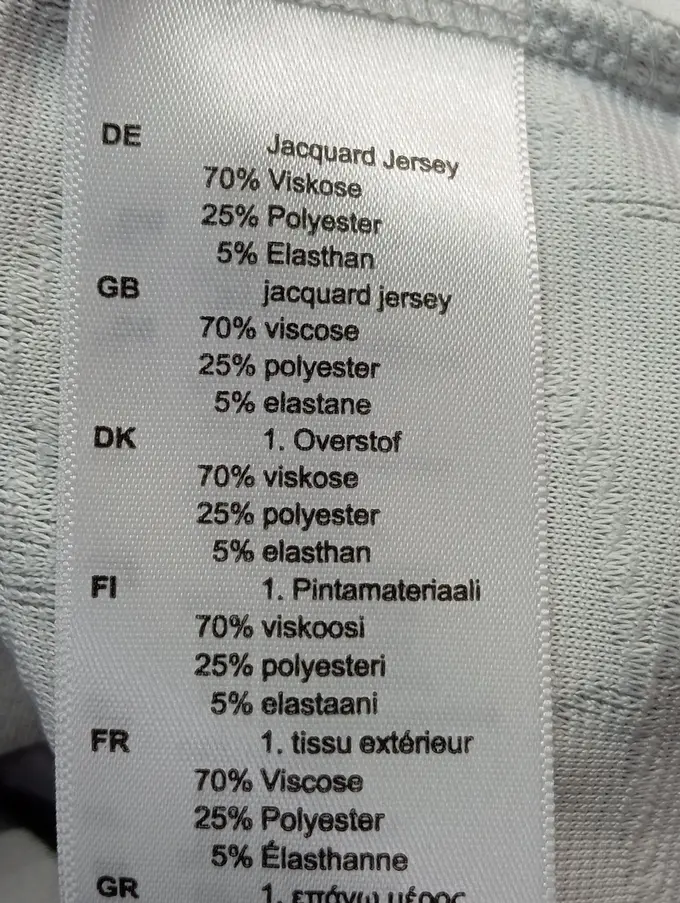 DE Jacquard Jersey
70% Viskose
25% Polyester
5% Elasthan
GB jacquard jersey
70% viscose
25% polyester
5% elastane
DK 1. Overstof
70% viskose
25% polyester
5% elasthan
FI 1. Pintamateriaali
70% viskoosi
25% polyesteri
5% elastaani
FR 1. tissu extérieur
70% Viscose
25% Polyester
5% Élasthanne
GR 1. επάνω μέρος